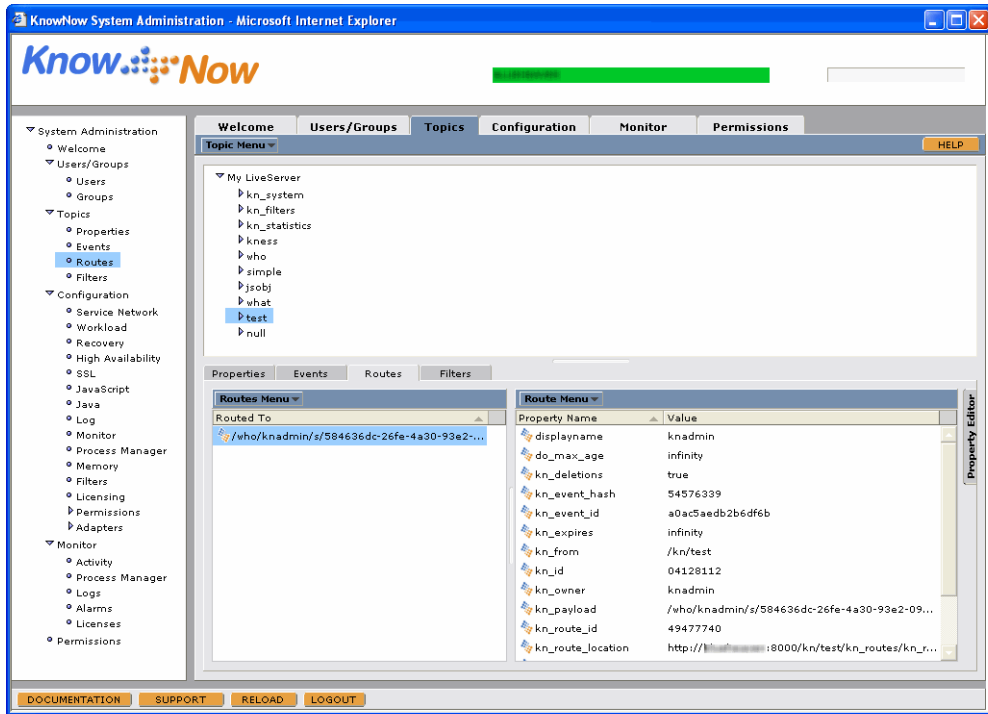 KnowNow System Administration - Microsoft Internet Explorer
Know Now
Welcome Users/Groups Topics Configuration Monitor Permissions
Topic Menu HELP
System Administration
Welcome
Users/Groups
Users
Groups
Topics
Properties
Events
Routes
Filters
Configuration
Service Network
Workload
Recovery
High Availability
SSL
JavaScript
Java
Log
Monitor
Process Manager
Memory
Filters
Licensing
Permissions
Adapters
Monitor
Activity
Process Manager
Logs
Alarms
Licenses
Permissions
My LiveServer
kn_system
kn_filters
kn_statistics
kness
who
simple
jsobj
what
test
null
Properties Events Routes Filters
Routes Menu
Routed To
/who/knadmin/s/584636dc-26fe-4a30-93e2-...
Route Menu
Property Name Value
displayname knadmin
do_max_age infinity
kn_deletions true
kn_event_hash 54576339
kn_event_id a0ac5aedb2b6df6b
kn_expires infinity
kn_from /kn/test
kn_id 04128112
kn_owner knadmin
kn_payload /who/knadmin/s/584636dc-26fe-4a30-93e2-09...
kn_route_id 49477740
kn_route_location http:// :8000/kn/test/kn_routes/kn_r...
Property Editor
DOCUMENTATION SUPPORT RELOAD LOGOUT